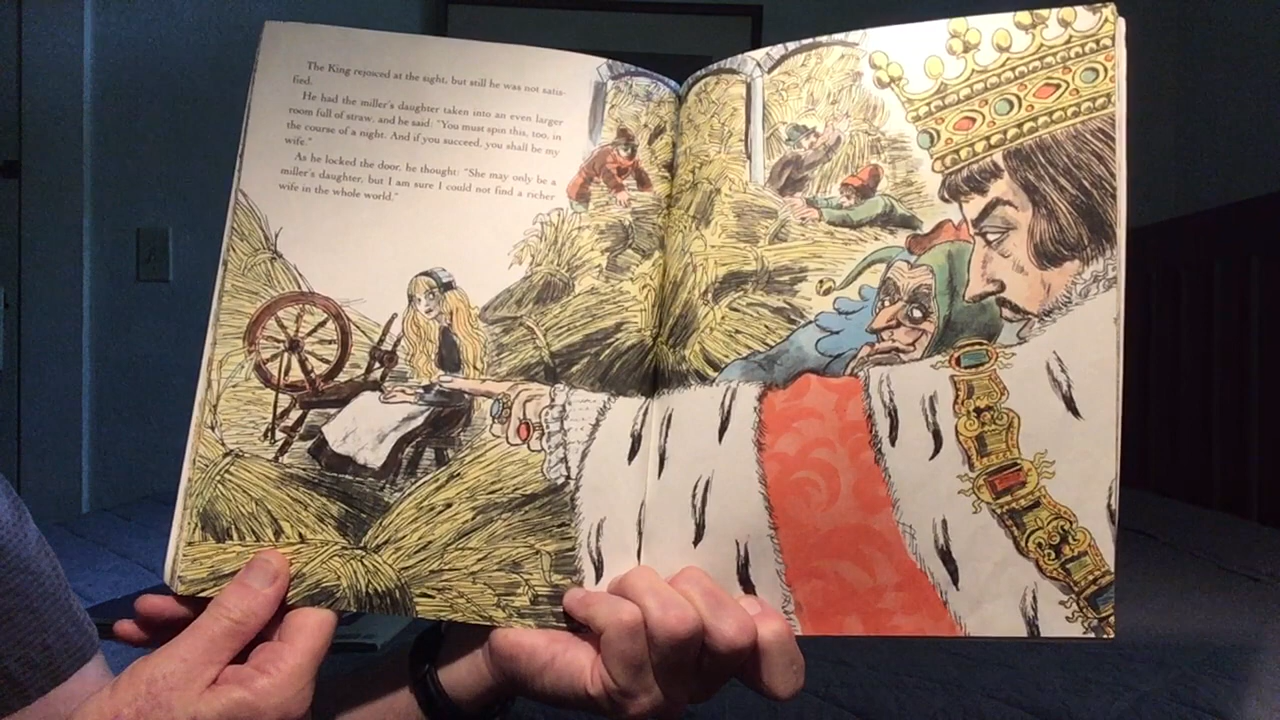 The King rejoiced at the sight, but still he was not satis-
fied.
He had the miller's daughter taken into an even larger
room full of straw, and he said: "You must spin this, too, in
the course of a night. And if you succeed, you shall be my
wife."
As he locked the door, he thought: "She may only be a
miller's daughter, but I am sure I could not find a richer
wife in the whole world."